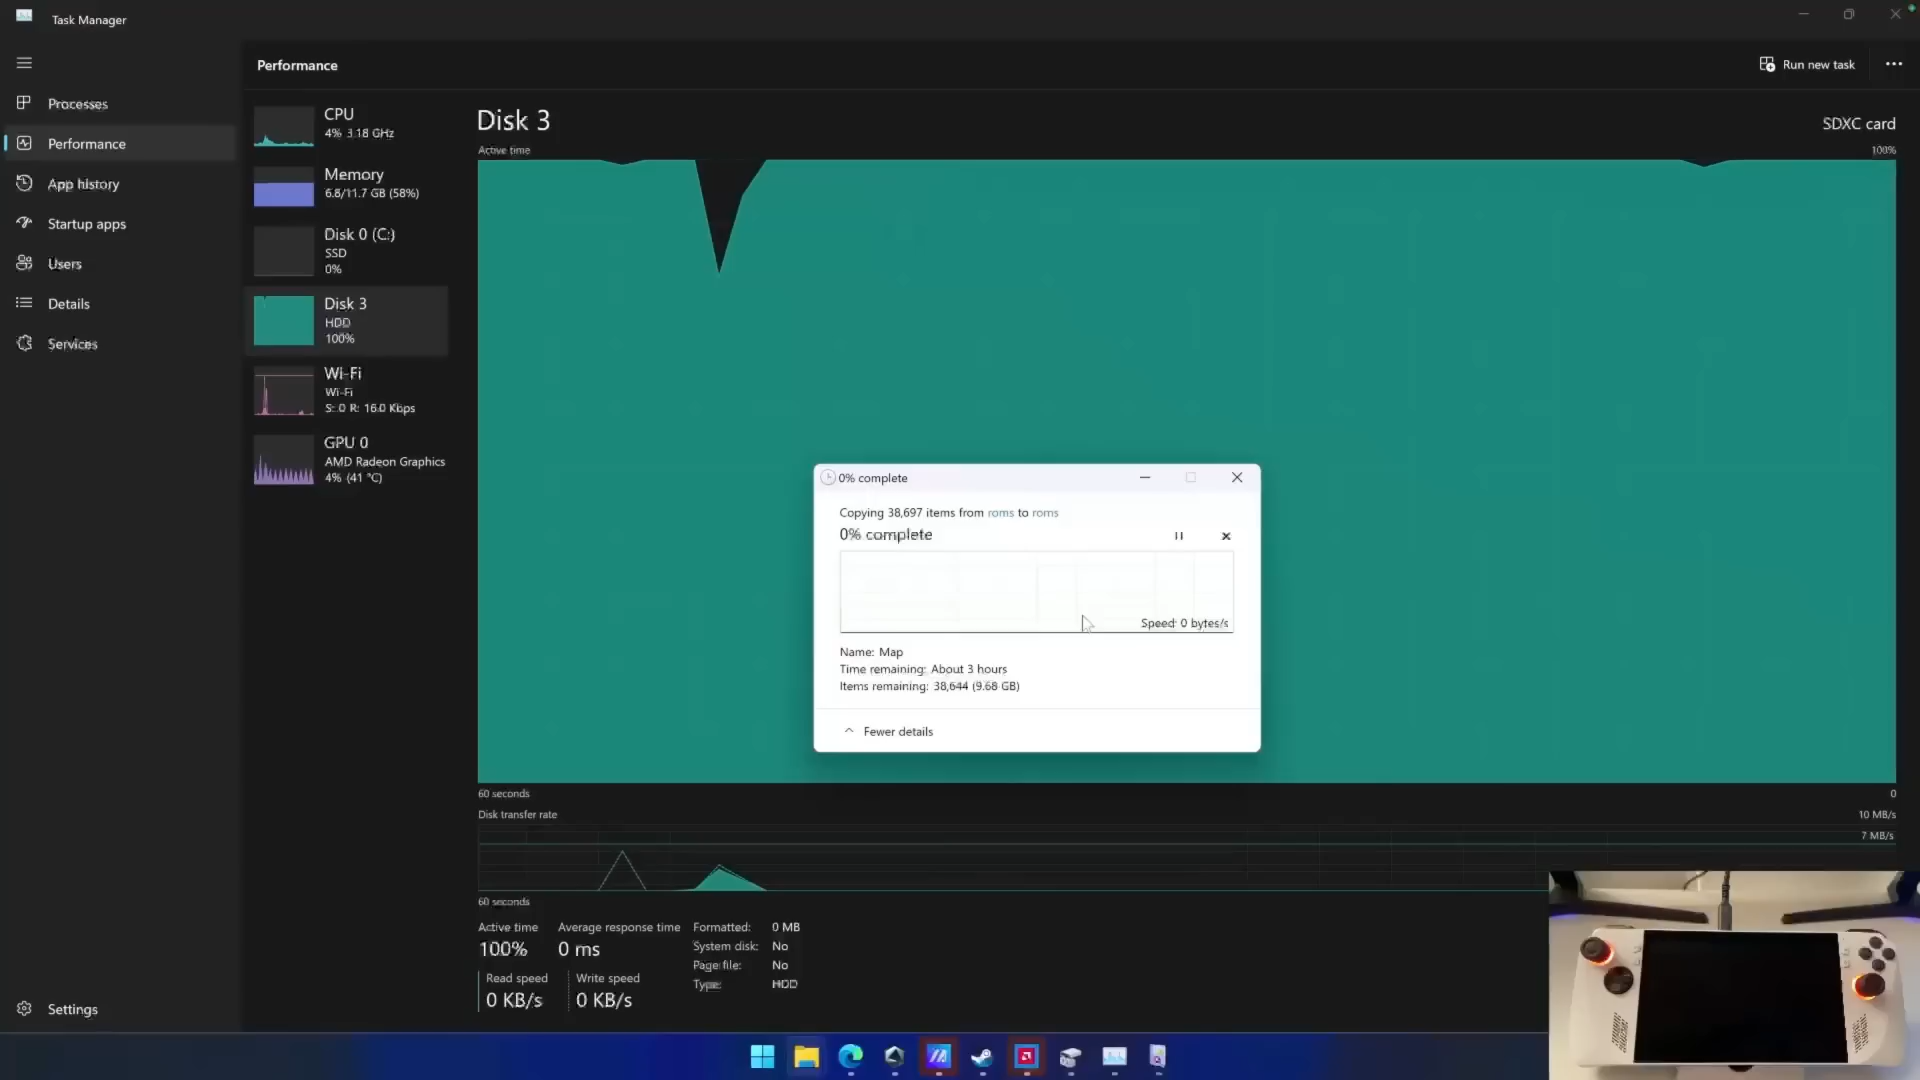 Task Manager
Performance
Run new task
Processes
Performance
App history
Startup apps
Users
Details
Services
Settings
CPU
4% 3.18 GHz
Memory
6.8/11.7 GB (58%)
Disk 0 (C:)
SSD
0%
Disk 3
HDD
100%
Wi-Fi
Wi-Fi
S: 0 R: 16.0 Kbps
GPU 0
AMD Radeon Graphics
4% (41 °C)
Disk 3
SDXC card
Active time
100%
0% complete
Copying 38,697 items from roms to roms
0% complete
Speed: 0 bytes/s
Name: Map
Time remaining: About 3 hours
Items remaining: 38,644 (9.68 GB)
Fewer details
60 seconds
0
Disk transfer rate
10 MB/s
7 MB/s
60 seconds
Active time
100%
Average response time
0 ms
Read speed
0 KB/s
Write speed
0 KB/s
Formatted: 0 MB
System disk: No
Page file: No
Type: HDD